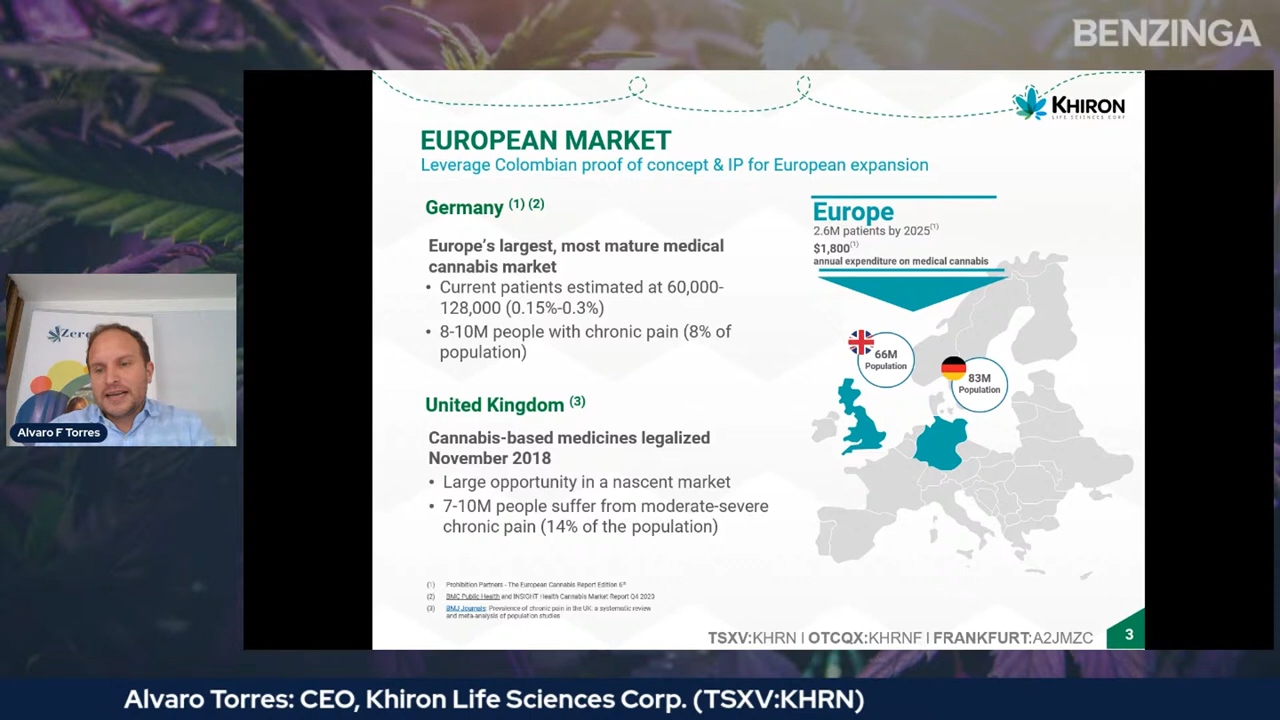 BENZINGA
KHIRON
LIFE SCIENCES CORP
EUROPEAN MARKET
Leverage Colombian proof of concept & IP for European expansion
Germany (1) (2)
Europe's largest, most mature medical
cannabis market
• Current patients estimated at 60,000-
128,000 (0.15%-0.3%)
• 8-10M people with chronic pain (8% of
population)
United Kingdom (3)
Cannabis-based medicines legalized
November 2018
• Large opportunity in a nascent market
• 7-10M people suffer from moderate-severe
chronic pain (14% of the population)
Europe
2.6M patients by 2025(1)
$1,800(1)
annual expenditure on medical cannabis
66M
Population
83M
Population
(1) Prohibition Partners - The European Cannabis Report Edition 6th
(2) BMC Public Health and INSIGHT Health Cannabis Market Report Q4 2020
(3) BMJ Journals: Prevalence of chronic pain in the UK: a systematic review
and meta-analysis of population studies
TSXV:KHRN I OTCQX:KHRNF I FRANKFURT:A2JMZC
3
Zere
Alvaro F Torres
Alvaro Torres: CEO, Khiron Life Sciences Corp. (TSXV:KHRN)